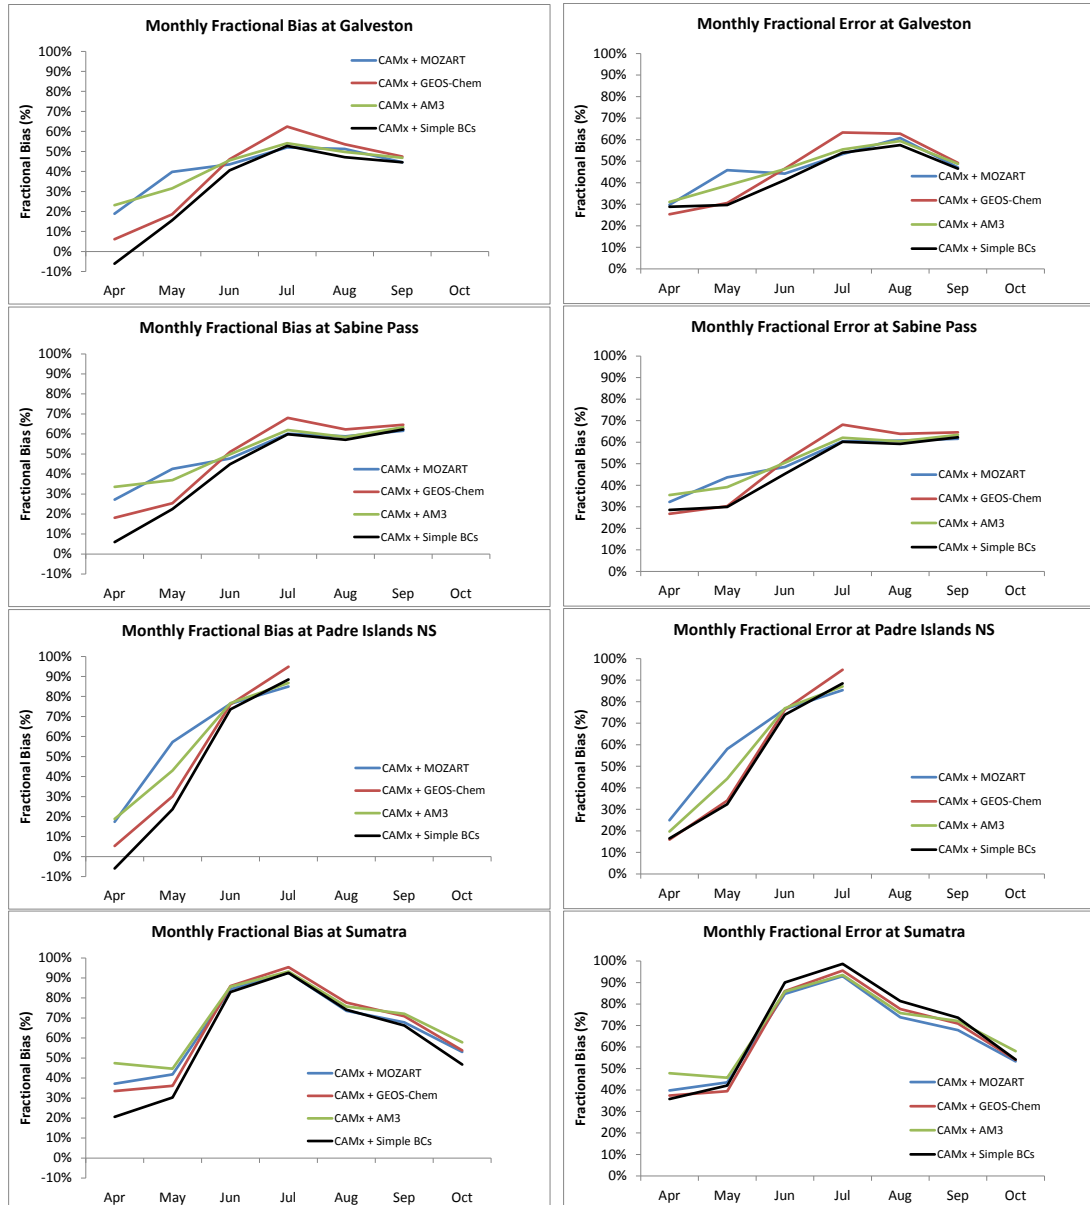 Monthly Fractional Bias at Galveston
Fractional Bias (%)
100%
90%
80%
70%
60%
50%
40%
30%
20%
10%
0%
-10%
CAMx + MOZART
CAMx + GEOS-Chem
CAMx + AM3
CAMx + Simple BCs
Apr May Jun Jul Aug Sep Oct
Monthly Fractional Error at Galveston
Fractional Bias (%)
100%
90%
80%
70%
60%
50%
40%
30%
20%
10%
0%
CAMx + MOZART
CAMx + GEOS-Chem
CAMx + AM3
CAMx + Simple BCs
Apr May Jun Jul Aug Sep Oct
Monthly Fractional Bias at Sabine Pass
Fractional Bias (%)
100%
90%
80%
70%
60%
50%
40%
30%
20%
10%
0%
-10%
CAMx + MOZART
CAMx + GEOS-Chem
CAMx + AM3
CAMx + Simple BCs
Apr May Jun Jul Aug Sep Oct
Monthly Fractional Error at Sabine Pass
Fractional Bias (%)
100%
90%
80%
70%
60%
50%
40%
30%
20%
10%
0%
CAMx + MOZART
CAMx + GEOS-Chem
CAMx + AM3
CAMx + Simple BCs
Apr May Jun Jul Aug Sep Oct
Monthly Fractional Bias at Padre Islands NS
Fractional Bias (%)
100%
90%
80%
70%
60%
50%
40%
30%
20%
10%
0%
-10%
CAMx + MOZART
CAMx + GEOS-Chem
CAMx + AM3
CAMx + Simple BCs
Apr May Jun Jul Aug Sep Oct
Monthly Fractional Error at Padre Islands NS
Fractional Bias (%)
100%
90%
80%
70%
60%
50%
40%
30%
20%
10%
0%
CAMx + MOZART
CAMx + GEOS-Chem
CAMx + AM3
CAMx + Simple BCs
Apr May Jun Jul Aug Sep Oct
Monthly Fractional Bias at Sumatra
Fractional Bias (%)
100%
90%
80%
70%
60%
50%
40%
30%
20%
10%
0%
-10%
CAMx + MOZART
CAMx + GEOS-Chem
CAMx + AM3
CAMx + Simple BCs
Apr May Jun Jul Aug Sep Oct
Monthly Fractional Error at Sumatra
Fractional Bias (%)
100%
90%
80%
70%
60%
50%
40%
30%
20%
10%
0%
CAMx + MOZART
CAMx + GEOS-Chem
CAMx + AM3
CAMx + Simple BCs
Apr May Jun Jul Aug Sep Oct